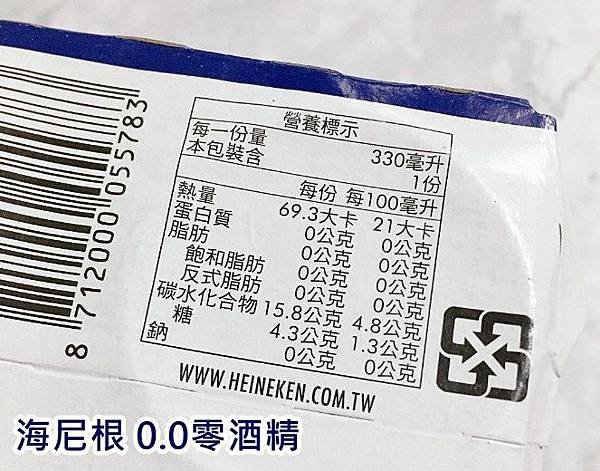 營養標示
每一份量 330毫升
本包裝含 1份
每份 每100毫升
熱量 69.3大卡 21大卡
蛋白質 0公克 0公克
脂肪 0公克 0公克
飽和脂肪 0公克 0公克
反式脂肪 0公克 0公克
碳水化合物 15.8公克 4.8公克
糖 4.3公克 1.3公克
鈉 0公克 0公克
WWW.HEINEKEN.COM.TW
8 712000 055783
海尼根 0.0零酒精